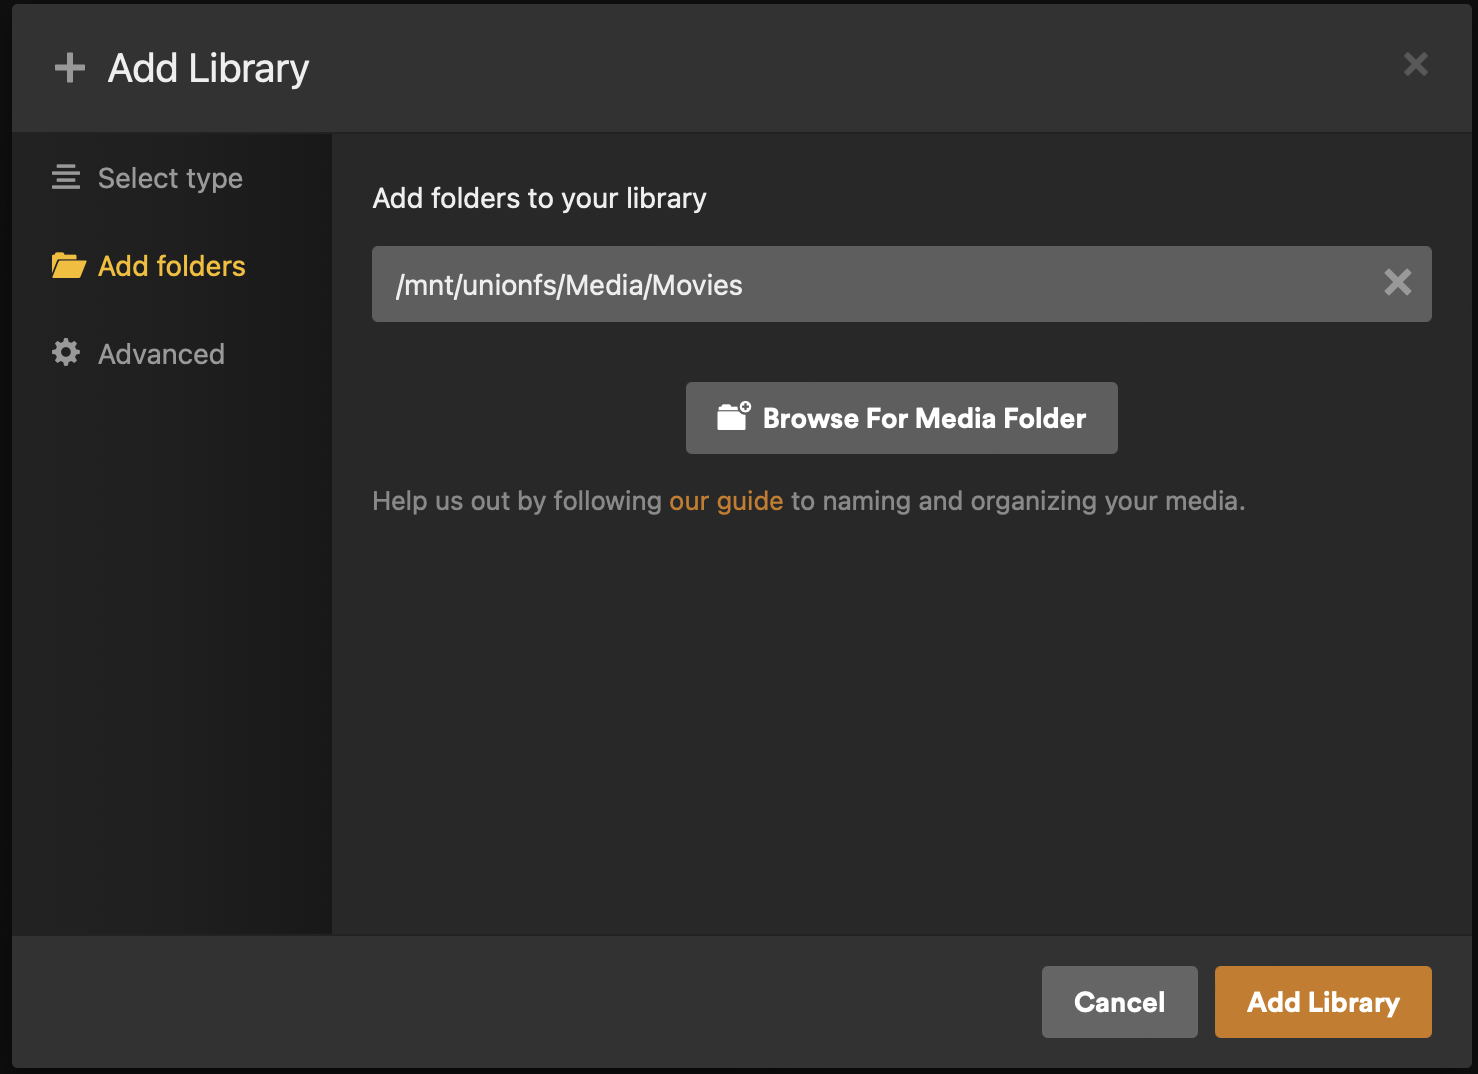 Add Library
Select type
Add folders
Advanced
Add folders to your library
/mnt/unionfs/Media/Movies
Browse For Media Folder
Help us out by following our guide to naming and organizing your media.
Cancel
Add Library